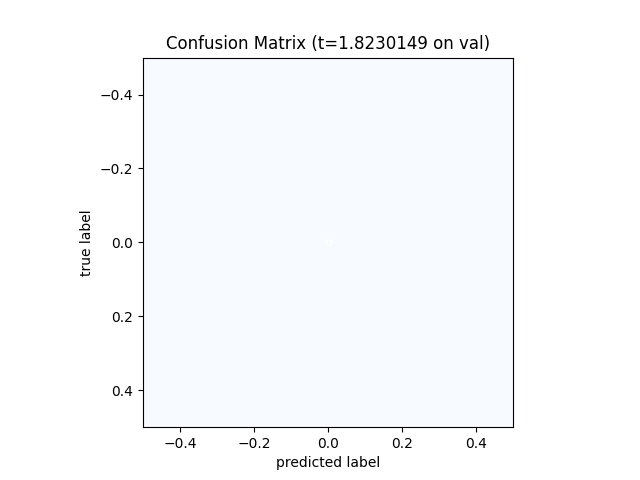 Confusion Matrix (t=1.8230149 on val)
true label
−0.4
−0.2
0.0
0.2
0.4
−0.4 −0.2 0.0 0.2 0.4
predicted label